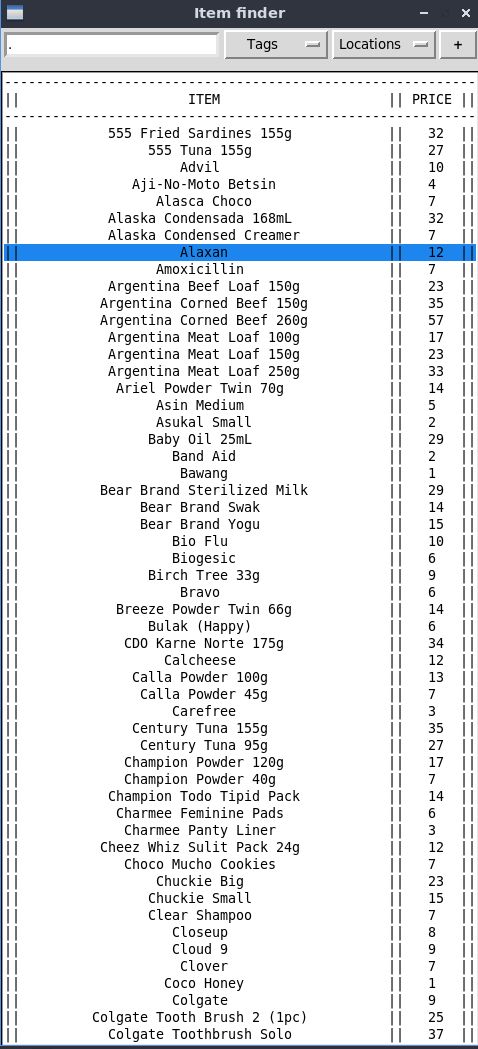 Item finder
. Tags Locations +
--------------------------------------------------------
|| ITEM || PRICE ||
--------------------------------------------------------
|| 555 Fried Sardines 155g || 32 ||
|| 555 Tuna 155g || 27 ||
|| Advil || 10 ||
|| Aji-No-Moto Betsin || 4 ||
|| Alasca Choco || 7 ||
|| Alaska Condensada 168mL || 32 ||
|| Alaska Condensed Creamer || 7 ||
|| Alaxan || 12 ||
|| Amoxicillin || 7 ||
|| Argentina Beef Loaf 150g || 23 ||
|| Argentina Corned Beef 150g || 35 ||
|| Argentina Corned Beef 260g || 57 ||
|| Argentina Meat Loaf 100g || 17 ||
|| Argentina Meat Loaf 150g || 23 ||
|| Argentina Meat Loaf 250g || 33 ||
|| Ariel Powder Twin 70g || 14 ||
|| Asin Medium || 5 ||
|| Asukal Small || 2 ||
|| Baby Oil 25mL || 29 ||
|| Band Aid || 2 ||
|| Bawang || 1 ||
|| Bear Brand Sterilized Milk || 29 ||
|| Bear Brand Swak || 14 ||
|| Bear Brand Yogu || 15 ||
|| Bio Flu || 10 ||
|| Biogesic || 6 ||
|| Birch Tree 33g || 9 ||
|| Bravo || 6 ||
|| Breeze Powder Twin 66g || 14 ||
|| Bulak (Happy) || 6 ||
|| CDO Karne Norte 175g || 34 ||
|| Calcheese || 12 ||
|| Calla Powder 100g || 13 ||
|| Calla Powder 45g || 7 ||
|| Carefree || 3 ||
|| Century Tuna 155g || 35 ||
|| Century Tuna 95g || 27 ||
|| Champion Powder 120g || 17 ||
|| Champion Powder 40g || 7 ||
|| Champion Todo Tipid Pack || 14 ||
|| Charmee Feminine Pads || 6 ||
|| Charmee Panty Liner || 3 ||
|| Cheez Whiz Sulit Pack 24g || 12 ||
|| Choco Mucho Cookies || 7 ||
|| Chuckie Big || 23 ||
|| Chuckie Small || 15 ||
|| Clear Shampoo || 7 ||
|| Closeup || 8 ||
|| Cloud 9 || 9 ||
|| Clover || 7 ||
|| Coco Honey || 1 ||
|| Colgate || 9 ||
|| Colgate Tooth Brush 2 (1pc) || 25 ||
|| Colgate Toothbrush Solo || 37 ||